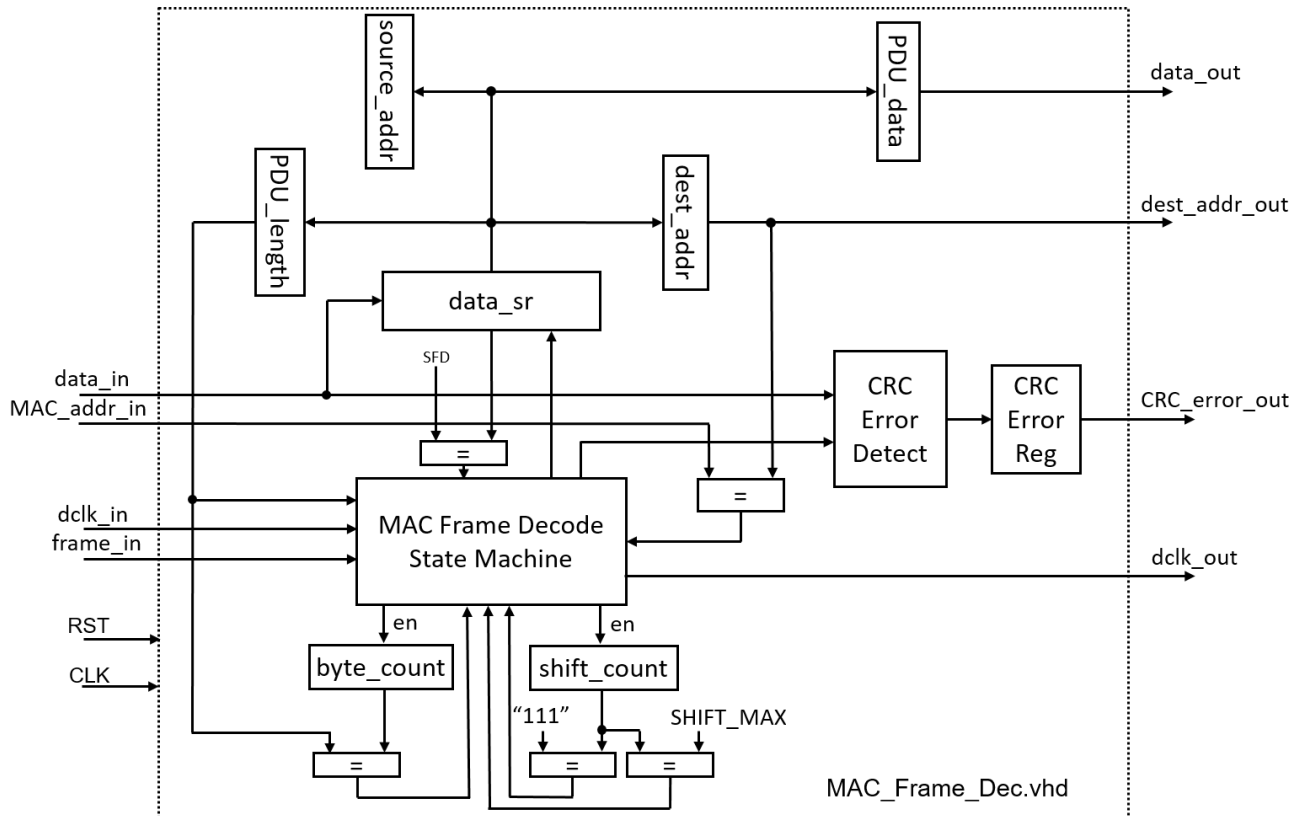 source_addr
PDU_data
data_out
PDU_length
dest_addr
dest_addr_out
data_sr
SFD
data_in
MAC_addr_in
CRC
Error
Detect
CRC
Error
Reg
CRC_error_out
=
=
MAC Frame Decode
State Machine
dclk_in
frame_in
dclk_out
RST
CLK
en
en
byte_count
shift_count
“111”
SHIFT_MAX
=
=
=
MAC_Frame_Dec.vhd